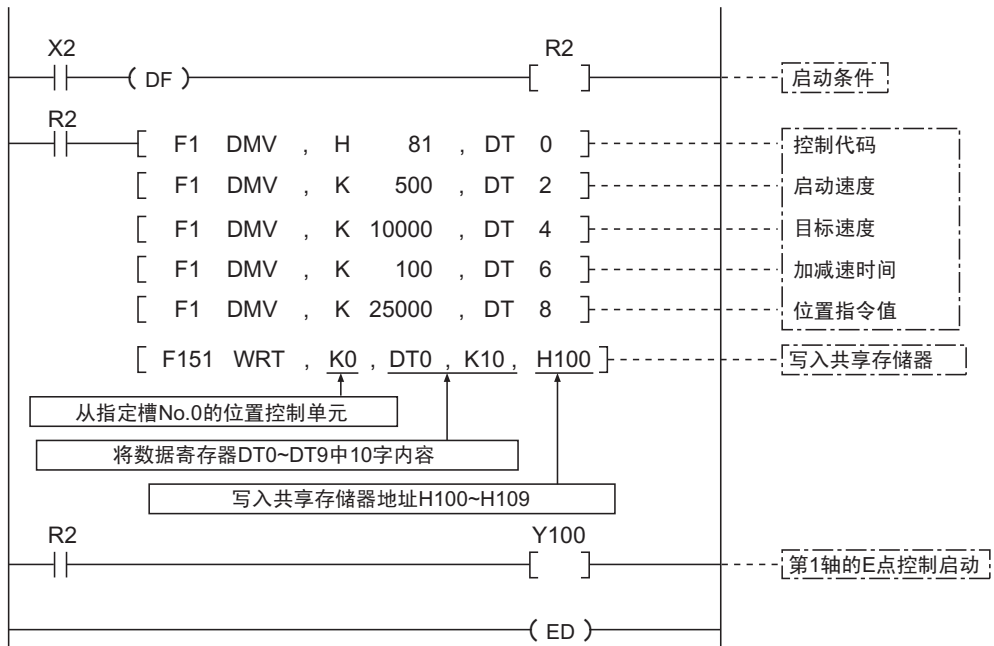 X2 R2
( DF ) 启动条件
R2
[ F1 DMV , H 81 , DT 0 ] 控制代码
[ F1 DMV , K 500 , DT 2 ] 启动速度
[ F1 DMV , K 10000 , DT 4 ] 目标速度
[ F1 DMV , K 100 , DT 6 ] 加减速时间
[ F1 DMV , K 25000 , DT 8 ] 位置指令值
[ F151 WRT , K0 , DT0 , K10 , H100 ] 写入共享存储器
从指定槽No.0的位置控制单元
将数据寄存器DT0~DT9中10字内容
写入共享存储器地址H100~H109
R2 Y100
第1轴的E点控制启动
( ED )